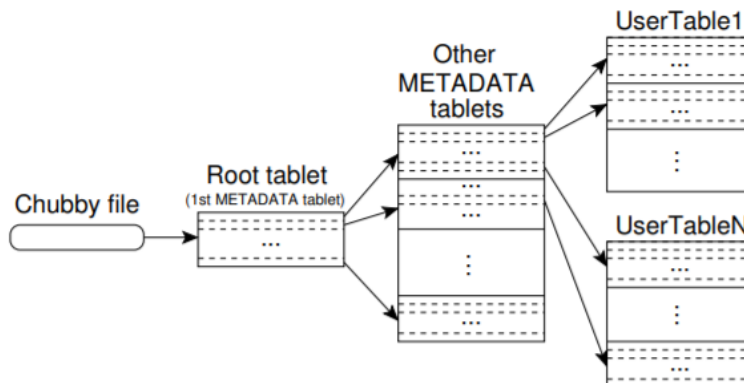 UserTable1
...
...
⋮
Other
METADATA
tablets
...
...
...
⋮
...
Root tablet
(1st METADATA tablet)
...
Chubby file
UserTableN
...
⋮
...